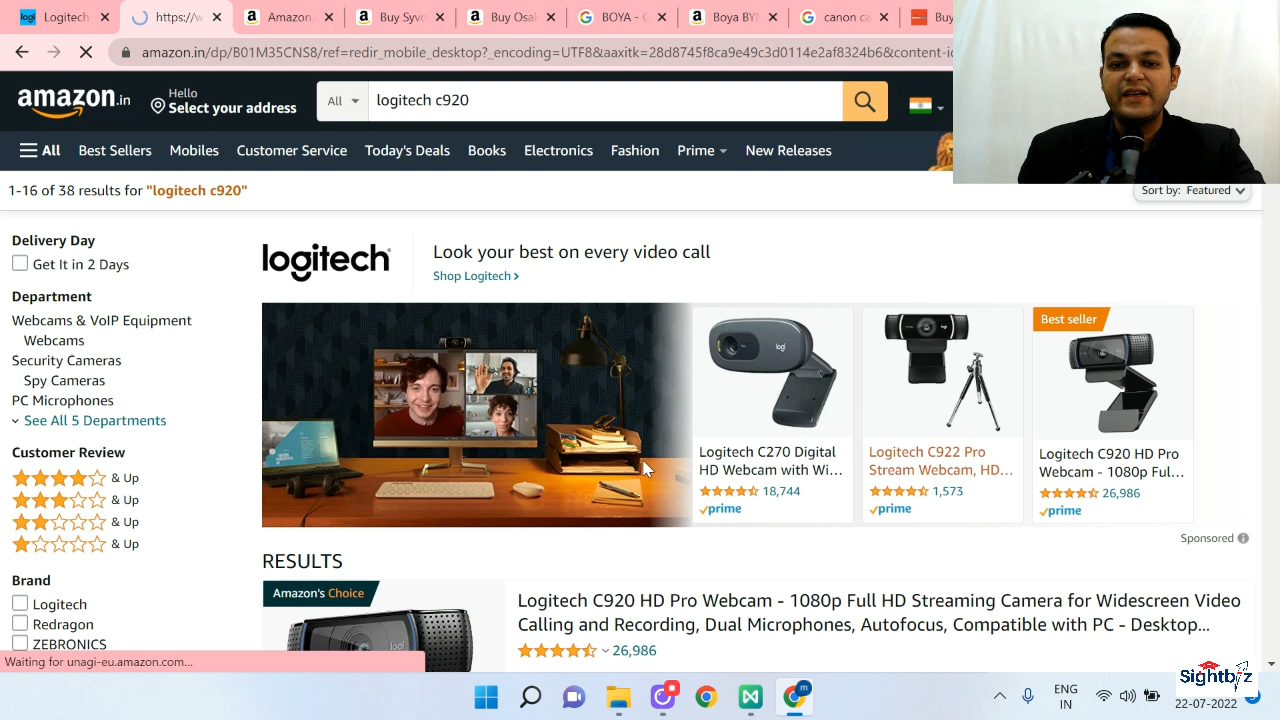 Logitech
https://w
Amazon
Buy Syv
Buy Osa
BOYA -
Boya BY
canon ca
Buy
amazon.in/dp/B01M35CNS8/ref=redir_mobile_desktop?_encoding=UTF8&aaxitk=28d8745f8ca9e49c3d0114e2af8324b6&content-i
amazon.in
Hello
Select your address
All
logitech c920
All
Best Sellers
Mobiles
Customer Service
Today's Deals
Books
Electronics
Fashion
Prime
New Releases
1-16 of 38 results for "logitech c920"
Sort by: Featured
Delivery Day
Get It in 2 Days
Department
Webcams & VoIP Equipment
Webcams
Security Cameras
Spy Cameras
PC Microphones
See All 5 Departments
Customer Review
& Up
& Up
& Up
& Up
Brand
Logitech
Redragon
ZEBRONICS
logitech
Look your best on every video call
Shop Logitech ›
logi
Logitech C270 Digital
HD Webcam with Wi...
18,744
prime
Logitech C922 Pro
Stream Webcam, HD...
1,573
prime
Best seller
Logitech C920 HD Pro
Webcam - 1080p Ful...
26,986
prime
Sponsored
RESULTS
Amazon's Choice
Logitech C920 HD Pro Webcam - 1080p Full HD Streaming Camera for Widescreen Video
Calling and Recording, Dual Microphones, Autofocus, Compatible with PC - Desktop...
26,986
Waiting for unagi-eu.amazon.com...
ENG
IN
22-07-2022
Sightbiz